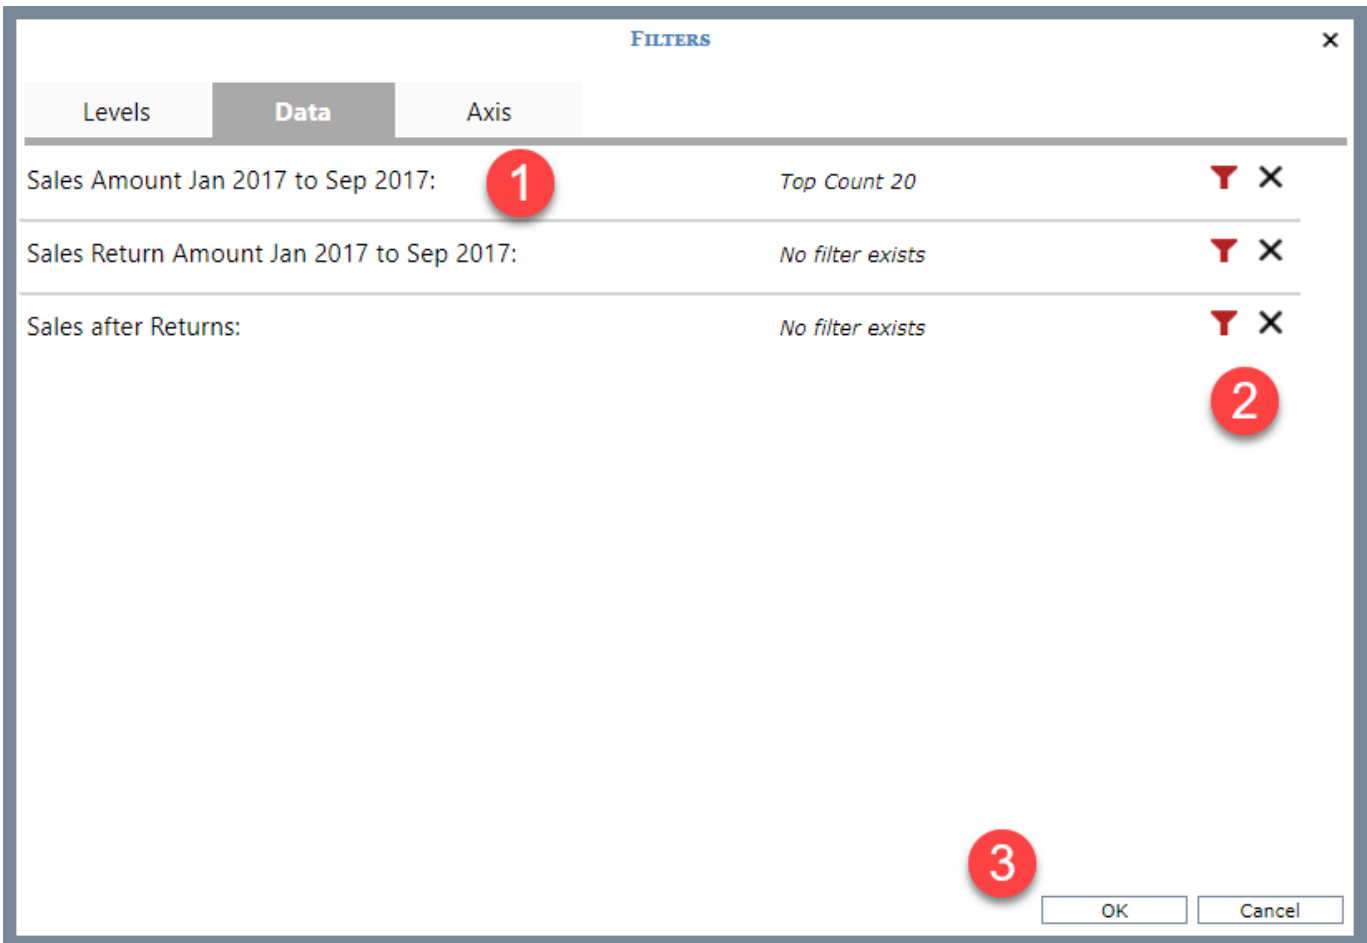 FILTERS
Levels Data Axis
Sales Amount Jan 2017 to Sep 2017: 1 Top Count 20
Sales Return Amount Jan 2017 to Sep 2017: No filter exists
Sales after Returns: No filter exists
2
3
OK Cancel